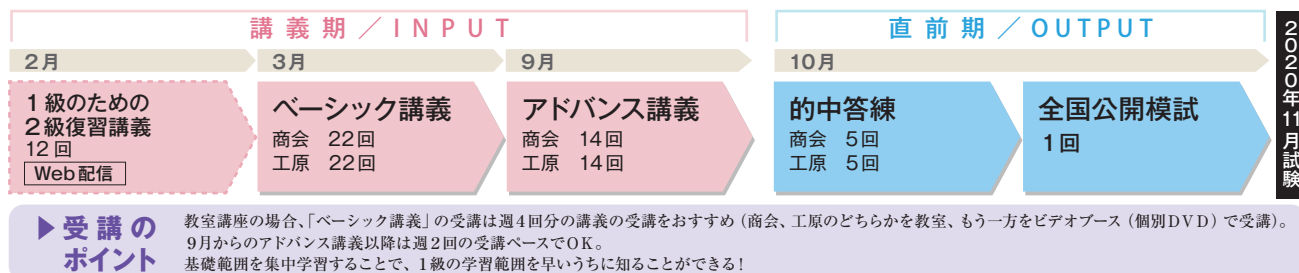 講義期／INPUT
直前期／OUTPUT
2月
3月
9月
10月
1級のための
2級復習講義
12回
Web配信
ベーシック講義
商会　22回
工原　22回
アドバンス講義
商会　14回
工原　14回
的中答練
商会　5回
工原　5回
全国公開模試
1回
2020年11月試験
▶受講の
ポイント
教室講座の場合、「ベーシック講義」の受講は週4回分の講義の受講をおすすめ（商会、工原のどちらかを教室、もう一方をビデオブース（個別DVD）で受講）。
9月からのアドバンス講義以降は週2回の受講ペースでOK。
基礎範囲を集中学習することで、1級の学習範囲を早いうちに知ることができる！